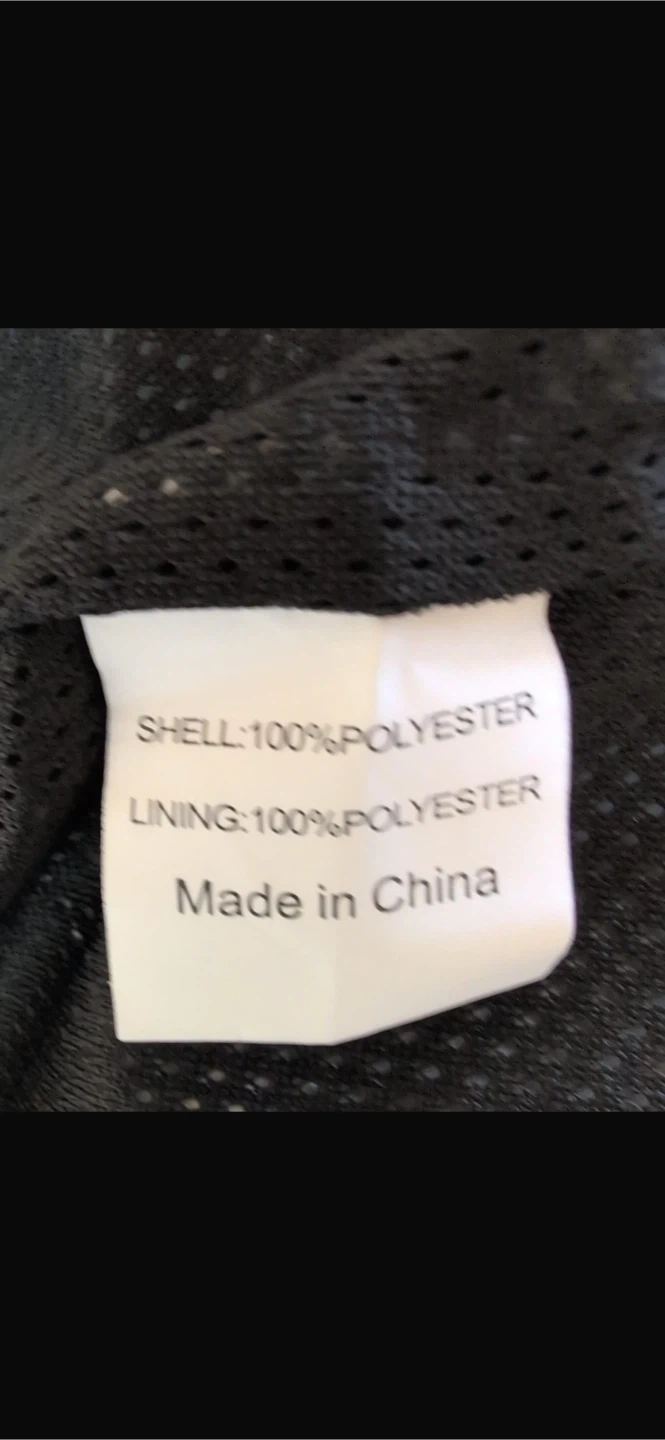 SHELL:100%POLYESTER
LINING:100%POLYESTER
Made in China